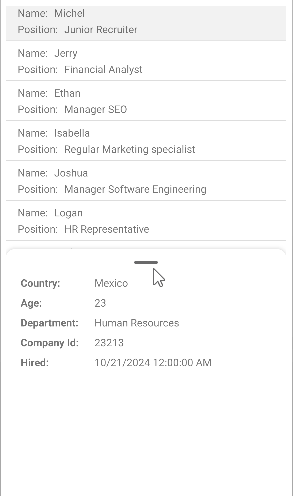 Name: Michel
Position: Junior Recruiter
Name: Jerry
Position: Financial Analyst
Name: Ethan
Position: Manager SEO
Name: Isabella
Position: Regular Marketing specialist
Name: Joshua
Position: Manager Software Engineering
Name: Logan
Position: HR Representative
Country: Mexico
Age: 23
Department: Human Resources
Company Id: 23213
Hired: 10/21/2024 12:00:00 AM